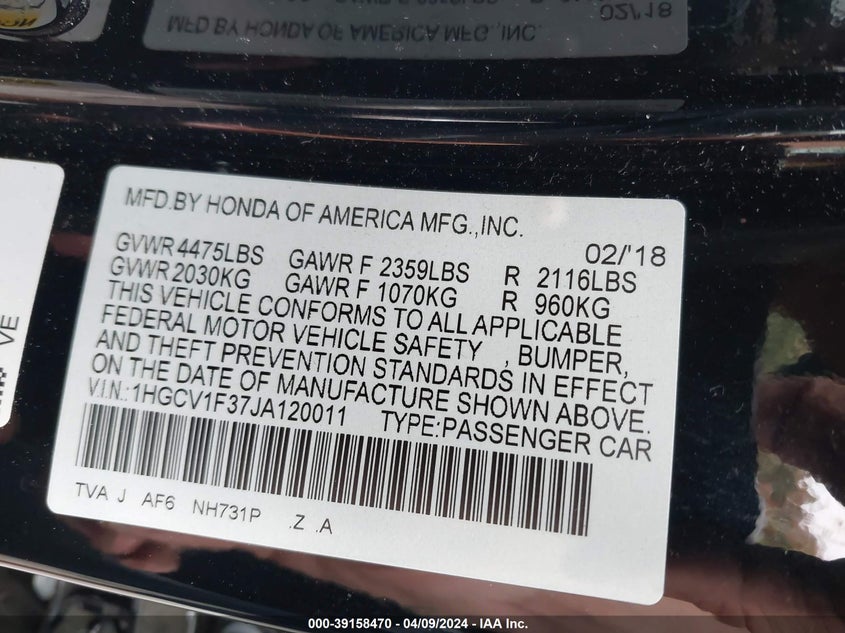 02/'18
MFD BY HONDA OF AMERICA MFG.,INC.
MFD.BY HONDA OF AMERICA MFG.,INC.
02/'18
GVWR 4475LBS GAWR F 2359LBS R 2116LBS
GVWR 2030KG GAWR F 1070KG R 960KG
THIS VEHICLE CONFORMS TO ALL APPLICABLE
FEDERAL MOTOR VEHICLE SAFETY , BUMPER,
AND THEFT PREVENTION STANDARDS IN EFFECT
ON THE DATE OF MANUFACTURE SHOWN ABOVE.
V.I.N.:1HGCV1F37JA120011 TYPE:PASSENGER CAR
TVA J AF6 NH731P .Z .A
VE
000-39158470 - 04/09/2024 - IAA Inc.